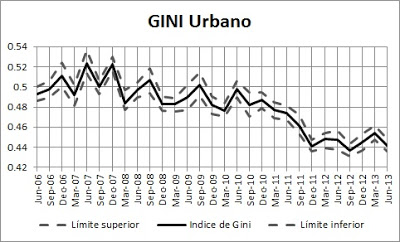 GINI Urbano
0.54
0.52
0.5
0.48
0.46
0.44
0.42
Jun-06
Sep-06
Dec-06
Mar-07
Jun-07
Sep-07
Dec-07
Mar-08
Jun-08
Sep-08
Dec-08
Mar-09
Jun-09
Sep-09
Dec-09
Mar-10
Jun-10
Sep-10
Dec-10
Mar-11
Jun-11
Sep-11
Dec-11
Mar-12
Jun-12
Sep-12
Dec-12
Mar-13
Jun-13
Límite superior
Indice de Gini
Límite inferior